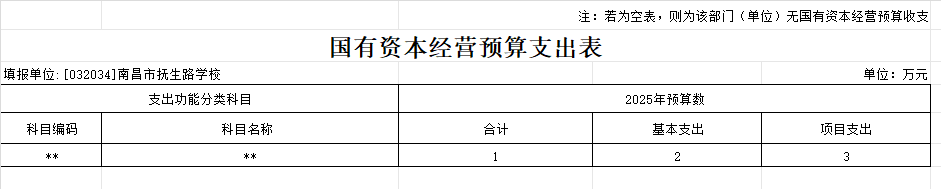 注：若为空表，则为该部门（单位）无国有资本经营预算收支
国有资本经营预算支出表
填报单位:[032034]南昌市抚生路学校 单位：万元
支出功能分类科目 2025年预算数
科目编码 科目名称 合计 基本支出 项目支出
** ** 1 2 3